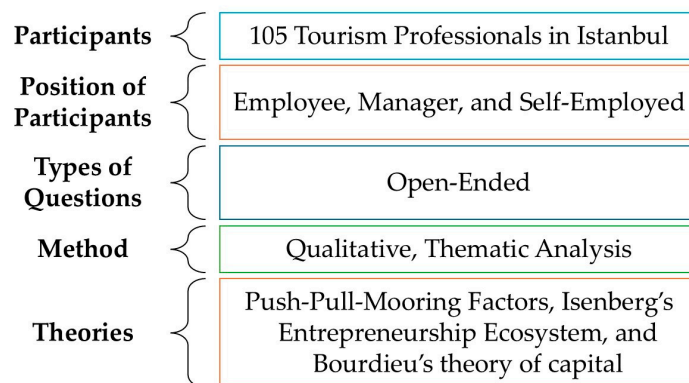 Participants
105 Tourism Professionals in Istanbul
Position of
Participants
Employee, Manager, and Self-Employed
Types of
Questions
Open-Ended
Method
Qualitative, Thematic Analysis
Theories
Push-Pull-Mooring Factors, Isenberg's
Entrepreneurship Ecosystem, and
Bourdieu's theory of capital